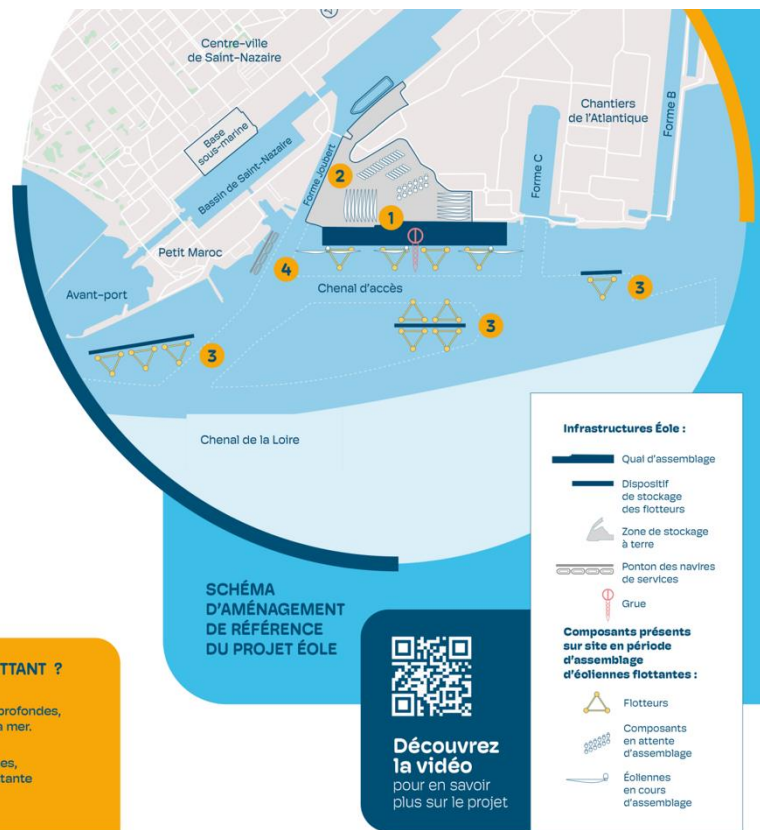 Centre-ville
de Saint-Nazaire
Base
sous-marine
Bassin de Saint-Nazaire
Forme Joubert
Chantiers
de l'Atlantique
Forme B
Forme C
2
1
Petit Maroc
4
Avant-port
Chenal d'accès
3
3
3
Chenal de la Loire
SCHÉMA
D'AMÉNAGEMENT
DE RÉFÉRENCE
DU PROJET ÉOLE
Découvrez
la vidéo
pour en savoir
plus sur le projet
Infrastructures Éole :
Quai d'assemblage
Dispositif
de stockage
des flotteurs
Zone de stockage
à terre
Ponton des navires
de services
Grue
Composants présents
sur site en période
d'assemblage
d'éoliennes flottantes :
Flotteurs
Composants
en attente
d'assemblage
Éoliennes
en cours
d'assemblage
TTANT ?
profondes,
mer.
es,
tante